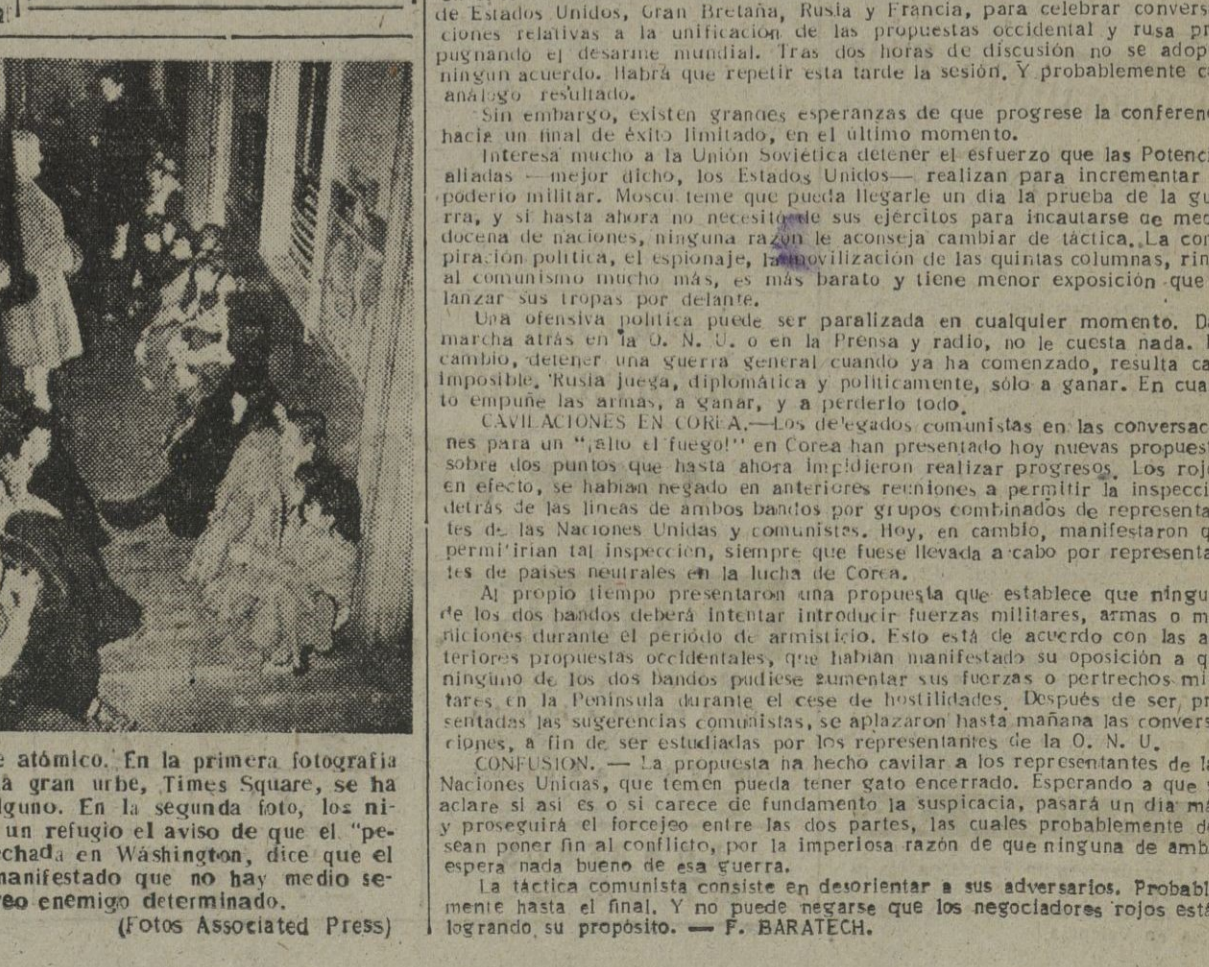 e atómico. En la primera fotografía
a gran urbe, Times Square, se ha
lguno. En la segunda foto, los ni-
un refugio el aviso de que el "pe-
echada en Wáshington, dice que el
manifestado que no hay medio se-
eo enemigo determinado.
(Fotos Associated Press)
de Estados Unidos, Gran Bretaña, Rusia y Francia, para celebrar convers
ciones relativas a la unificación de las propuestas occidental y rusa pr
pugnando el desarme mundial. Tras dos horas de discusión no se adop
ningun acuerdo. Habrá que repetir esta tarde la sesión. Y probablemente c
análogo resultado.
Sin embargo, existen grandes esperanzas de que progrese la conferen
hacia un final de éxito limitado, en el último momento.
Interesa mucho a la Unión Soviética detener el esfuerzo que las Potenci
aliadas —mejor dicho, los Estados Unidos— realizan para incrementar
poderío militar. Moscu teme que pueda llegarle un día la prueba de la gu
rra, y si hasta ahora no necesitó de sus ejércitos para incautarse de med
docena de naciones, ninguna razón le aconseja cambiar de táctica. La con
piración política, el espionaje, la movilización de las quintas columnas, rin
al comunismo mucho más, es más barato y tiene menor exposición que
lanzar sus tropas por delante.
Una ofensiva política puede ser paralizada en cualquier momento. D
marcha atrás en la O. N. U. o en la Prensa y radio, no le cuesta nada.
cambio, detener una guerra general cuando ya ha comenzado, resulta ca
imposible. Rusia juega, diplomática y políticamente, sólo a ganar. En cua
to empuñe las armas, a ganar, y a perderlo todo.
CAVILACIONES EN COREA.—Los delegados comunistas en las conversac
nes para un "¡alto el fuego!" en Corea han presentado hoy nuevas propuest
sobre dos puntos que hasta ahora impidieron realizar progresos. Los roj
en efecto, se habían negado en anteriores reuniones a permitir la inspecci
detrás de las líneas de ambos bandos por grupos combinados de representa
tes de las Naciones Unidas y comunistas. Hoy, en cambio, manifestaron q
permitirían tal inspección, siempre que fuese llevada a cabo por representa
tes de países neutrales en la lucha de Corea.
Al propio tiempo presentaron una propuesta que establece que ningu
de los dos bandos deberá intentar introducir fuerzas militares, armas o m
niciones durante el período de armisticio. Esto está de acuerdo con las a
teriores propuestas occidentales, que habían manifestado su oposición a q
ninguno de los dos bandos pudiese aumentar sus fuerzas o pertrechos mi
tares en la Península durante el cese de hostilidades. Después de ser pr
sentadas las sugerencias comunistas, se aplazaron hasta mañana las convers
ciones, a fin de ser estudiadas por los representantes de la O. N. U.
CONFUSION. — La propuesta ha hecho cavilar a los representantes de l
Naciones Unidas, que temen pueda tener gato encerrado. Esperando a que
aclare si asi es o si carece de fundamento la suspicacia, pasará un día m
y proseguirá el forcejeo entre las dos partes, las cuales probablemente d
sean poner fin al conflicto, por la imperiosa razón de que ninguna de amb
espera nada bueno de esa guerra.
La táctica comunista consiste en desorientar a sus adversarios. Probabl
mente hasta el final. Y no puede negarse que los negociadores rojos está
logrando su propósito. — F. BARATECH.